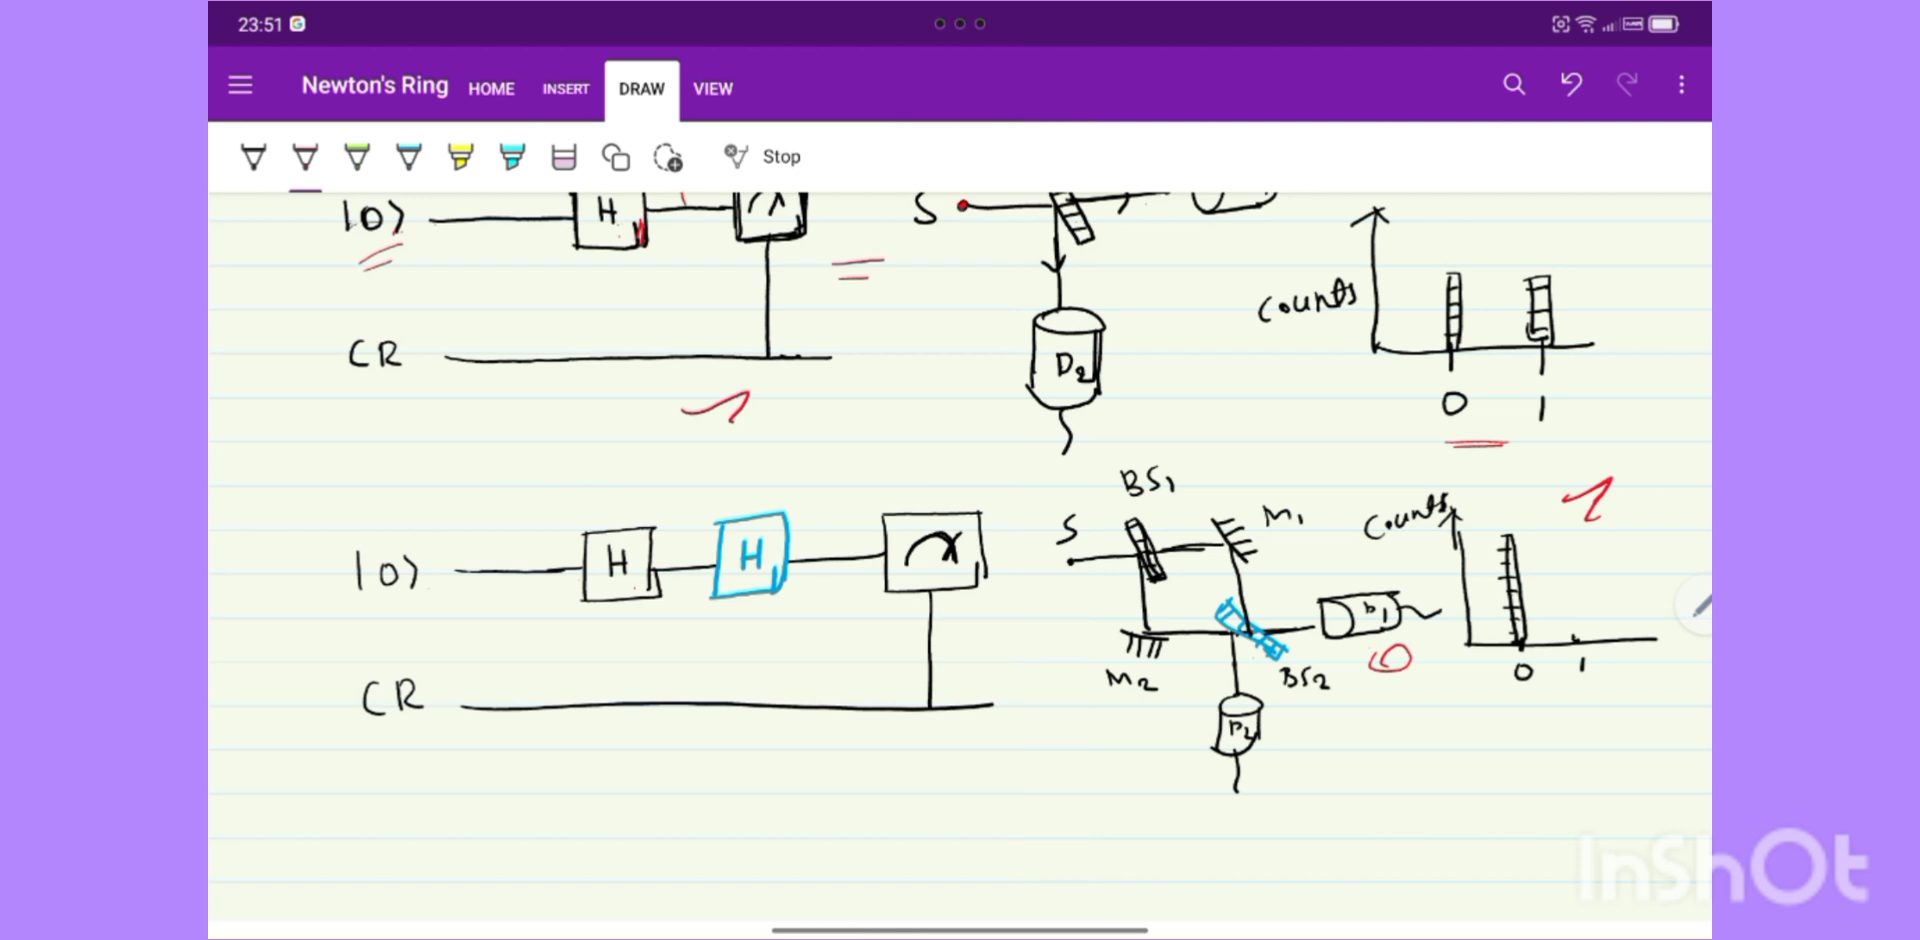 23:51
Newton's Ring HOME INSERT DRAW VIEW
Stop
|0> H
S
Counts
CR
D2
0 1
BS1
S
M1
Counts
|0> H H
D1
0
0 1
M2
BS2
CR
D2
InShOt